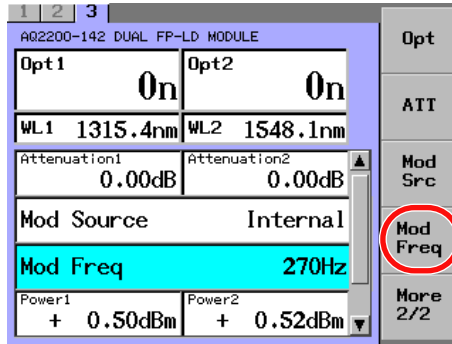 1 2 3
AQ2200-142 DUAL FP-LD MODULE
Opt1 Opt2
On On
WL1 1315.4nm WL2 1548.1nm
Attenuation1 Attenuation2
0.00dB 0.00dB
Mod Source Internal
Mod Freq 270Hz
Power1 Power2
+ 0.50dBm + 0.52dBm
Opt
ATT
Mod
Src
Mod
Freq
More
2/2